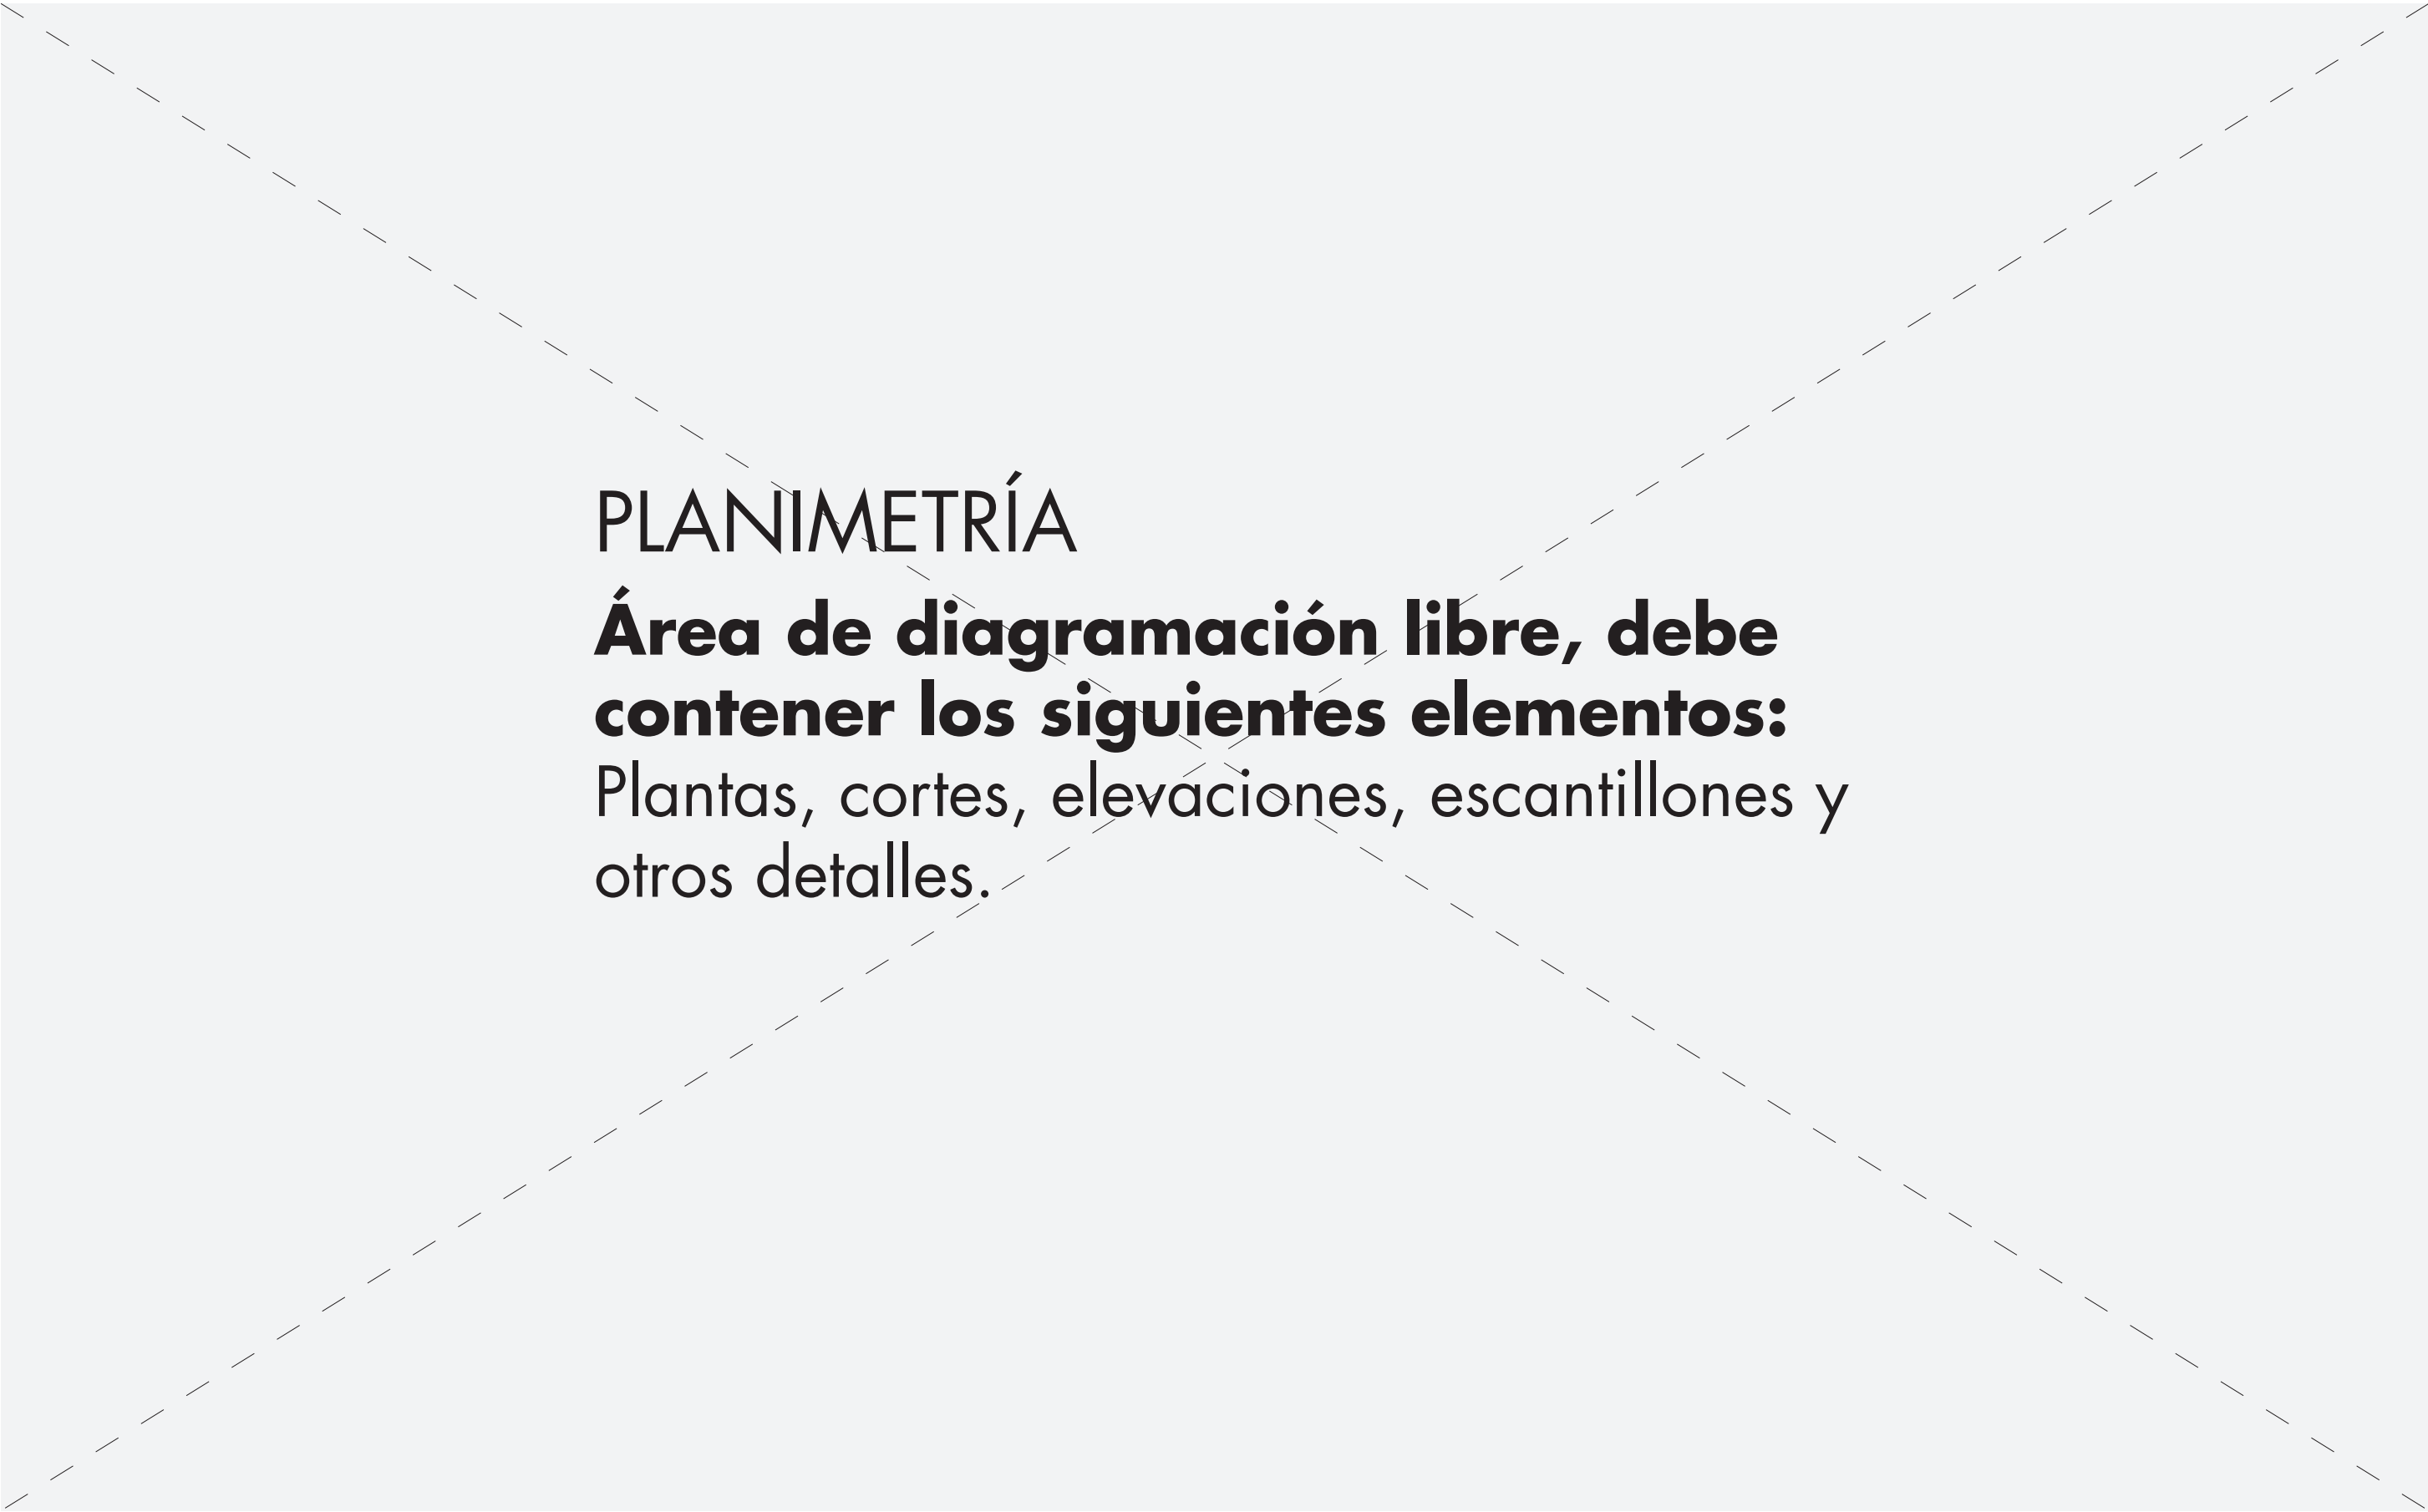 PLANIMETRÍA
Área de diagramación libre, debe
contener los siguientes elementos:
Plantas, cortes, elevaciones, escantillones y
otros detalles.